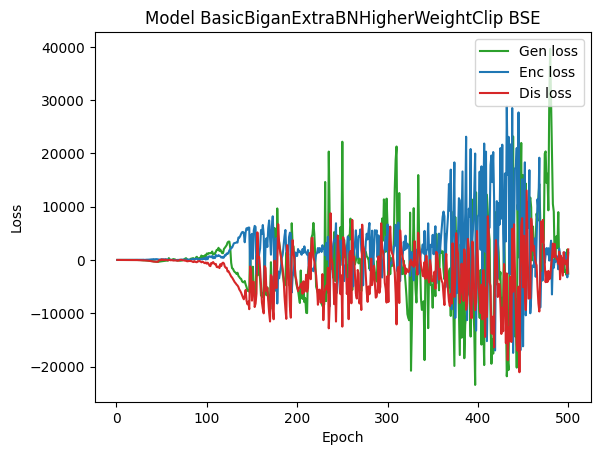 Model BasicBiganExtraBNHigherWeightClip BSE
Gen loss
Enc loss
Dis loss
40000
30000
20000
10000
0
−10000
−20000
Loss
0
100
200
300
400
500
Epoch